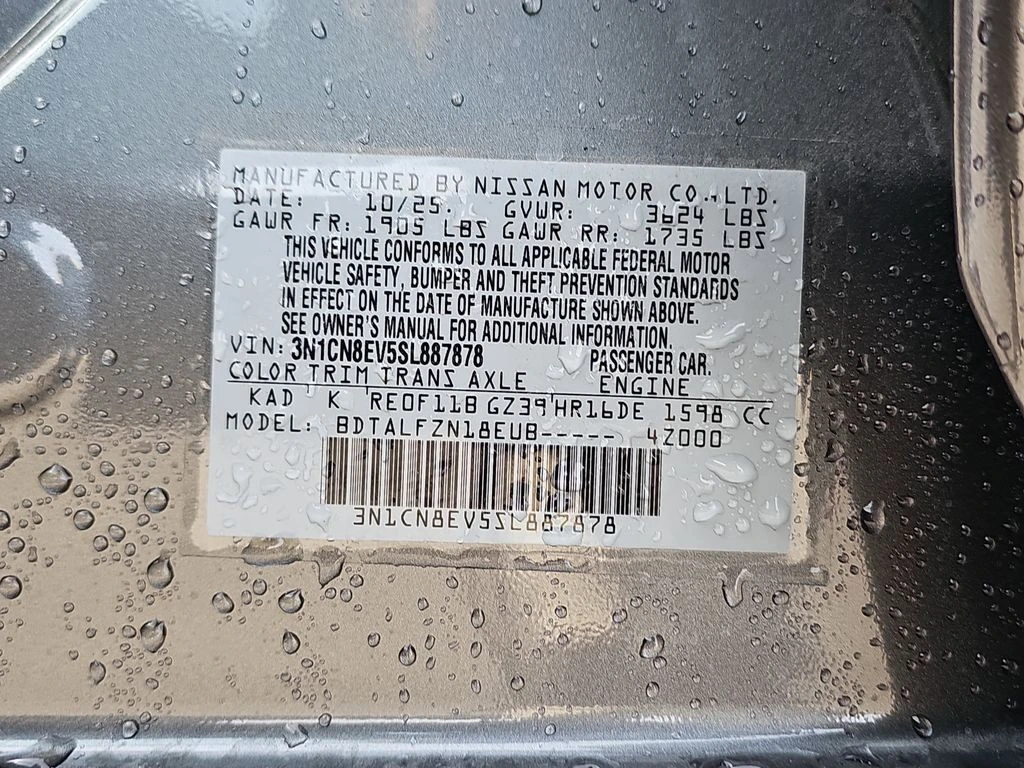 MANUFACTURED BY NISSAN MOTOR CO., LTD.
DATE: 10/25. GVWR: 3624 LBS
GAWR FR: 1905 LBS GAWR RR: 1735 LBS
THIS VEHICLE CONFORMS TO ALL APPLICABLE FEDERAL MOTOR
VEHICLE SAFETY, BUMPER AND THEFT PREVENTION STANDARDS
IN EFFECT ON THE DATE OF MANUFACTURE SHOWN ABOVE.
SEE OWNER'S MANUAL FOR ADDITIONAL INFORMATION.
VIN: 3N1CN8EV5SL887878 PASSENGER CAR.
COLOR TRIM TRANS AXLE ENGINE
KAD K RE0F11B GZ39 HR16DE 1598 CC
MODEL: BDTALFZN18EUB----- 4Z000
3N1CN8EV5SL887878